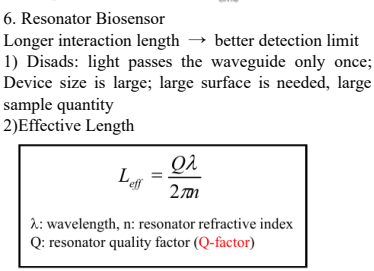 6. Resonator Biosensor
Longer interaction length → better detection limit
1) Disads: light passes the waveguide only once;
Device size is large; large surface is needed, large
sample quantity
2)Effective Length
L_eff = Qλ / 2πn
λ: wavelength, n: resonator refractive index
Q: resonator quality factor (Q-factor)